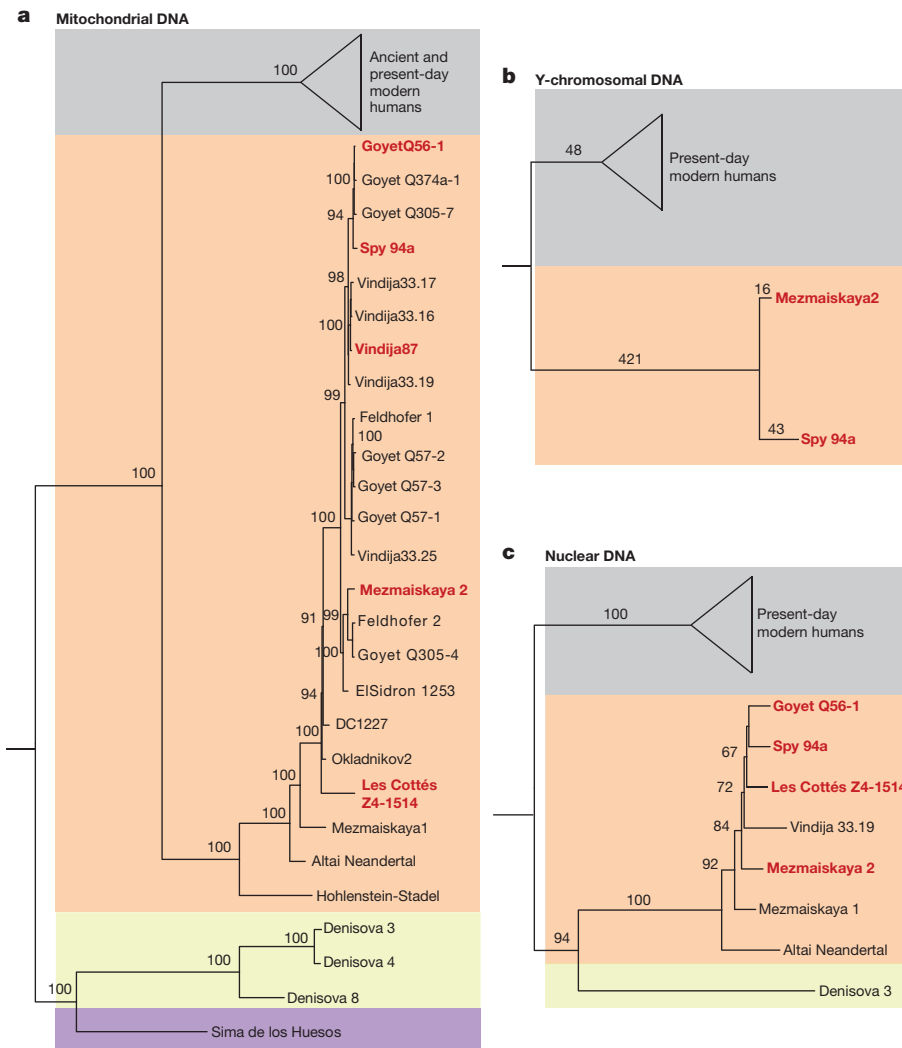 a
Mitochondrial DNA
100
Ancient and
present-day
modern
humans
GoyetQ56-1
100
Goyet Q374a-1
94
Goyet Q305-7
Spy 94a
98
Vindija33.17
100
Vindija33.16
Vindija87
Vindija33.19
99
Feldhofer 1
100
Goyet Q57-2
100
Goyet Q57-3
100
Goyet Q57-1
Vindija33.25
Mezmaiskaya 2
91
99
Feldhofer 2
100
Goyet Q305-4
94
ElSidron 1253
100
DC1227
Okladnikov2
100
Les Cottés
Z4-1514
100
Mezmaiskaya1
100
Altai Neandertal
Hohlenstein-Stadel
100
Denisova 3
100
Denisova 4
100
Denisova 8
Sima de los Huesos
b
Y-chromosomal DNA
48
Present-day
modern humans
16
Mezmaiskaya2
421
43
Spy 94a
c
Nuclear DNA
100
Present-day
modern humans
Goyet Q56-1
67
Spy 94a
72
Les Cottés Z4-1514
84
Vindija 33.19
92
Mezmaiskaya 2
100
Mezmaiskaya 1
94
Altai Neandertal
Denisova 3